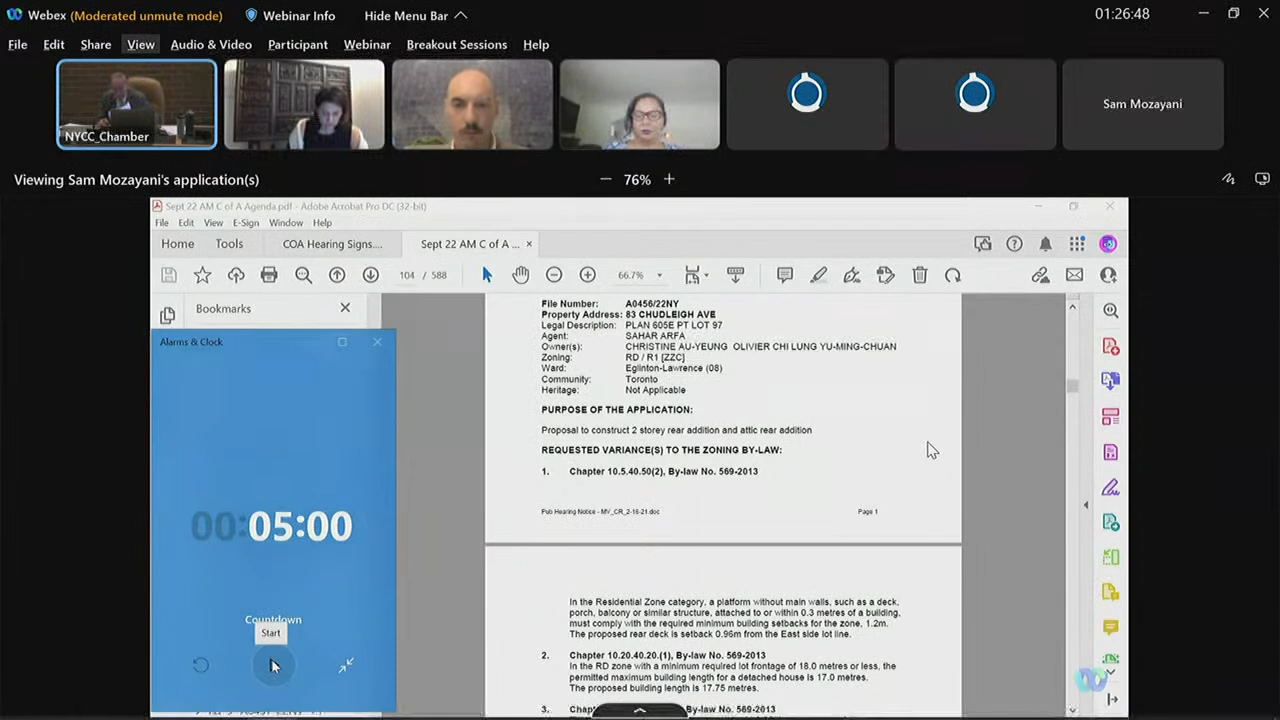 Webex (Moderated unmute mode) Webinar Info Hide Menu Bar 01:26:48
File Edit Share View Audio & Video Participant Webinar Breakout Sessions Help
NYCC_Chamber
Sam Mozayani
Viewing Sam Mozayani's application(s) 76%
Sept 22 AM C of A Agenda.pdf - Adobe Acrobat Pro DC (32-bit)
File Edit View E-Sign Window Help
Home Tools COA Hearing Signs.... Sept 22 AM C of A ... ×
104 / 588 66.7%
Bookmarks
Alarms & Clock
00:05:00
Countdown
Start
File Number: A0456/22NY
Property Address: 83 CHUDLEIGH AVE
Legal Description: PLAN 605E PT LOT 97
Agent: SAHAR ARFA
Owner(s): CHRISTINE AU-YEUNG OLIVIER CHI LUNG YU-MING-CHUAN
Zoning: RD / R1 [ZZC]
Ward: Eglinton-Lawrence (08)
Community: Toronto
Heritage: Not Applicable
PURPOSE OF THE APPLICATION:
Proposal to construct 2 storey rear addition and attic rear addition
REQUESTED VARIANCE(S) TO THE ZONING BY-LAW:
1. Chapter 10.5.40.50(2), By-law No. 569-2013
Pub Hearing Notice - MV_CR_2-16-21.doc Page 1
In the Residential Zone category, a platform without main walls, such as a deck,
porch, balcony or similar structure, attached to or within 0.3 metres of a building,
must comply with the required minimum building setbacks for the zone, 1.2m.
The proposed rear deck is setback 0.96m from the East side lot line.
2. Chapter 10.20.40.20.(1), By-law No. 569-2013
In the RD zone with a minimum required lot frontage of 18.0 metres or less, the
permitted maximum building length for a detached house is 17.0 metres.
The proposed building length is 17.75 metres.
3. By-law No. 569-2013